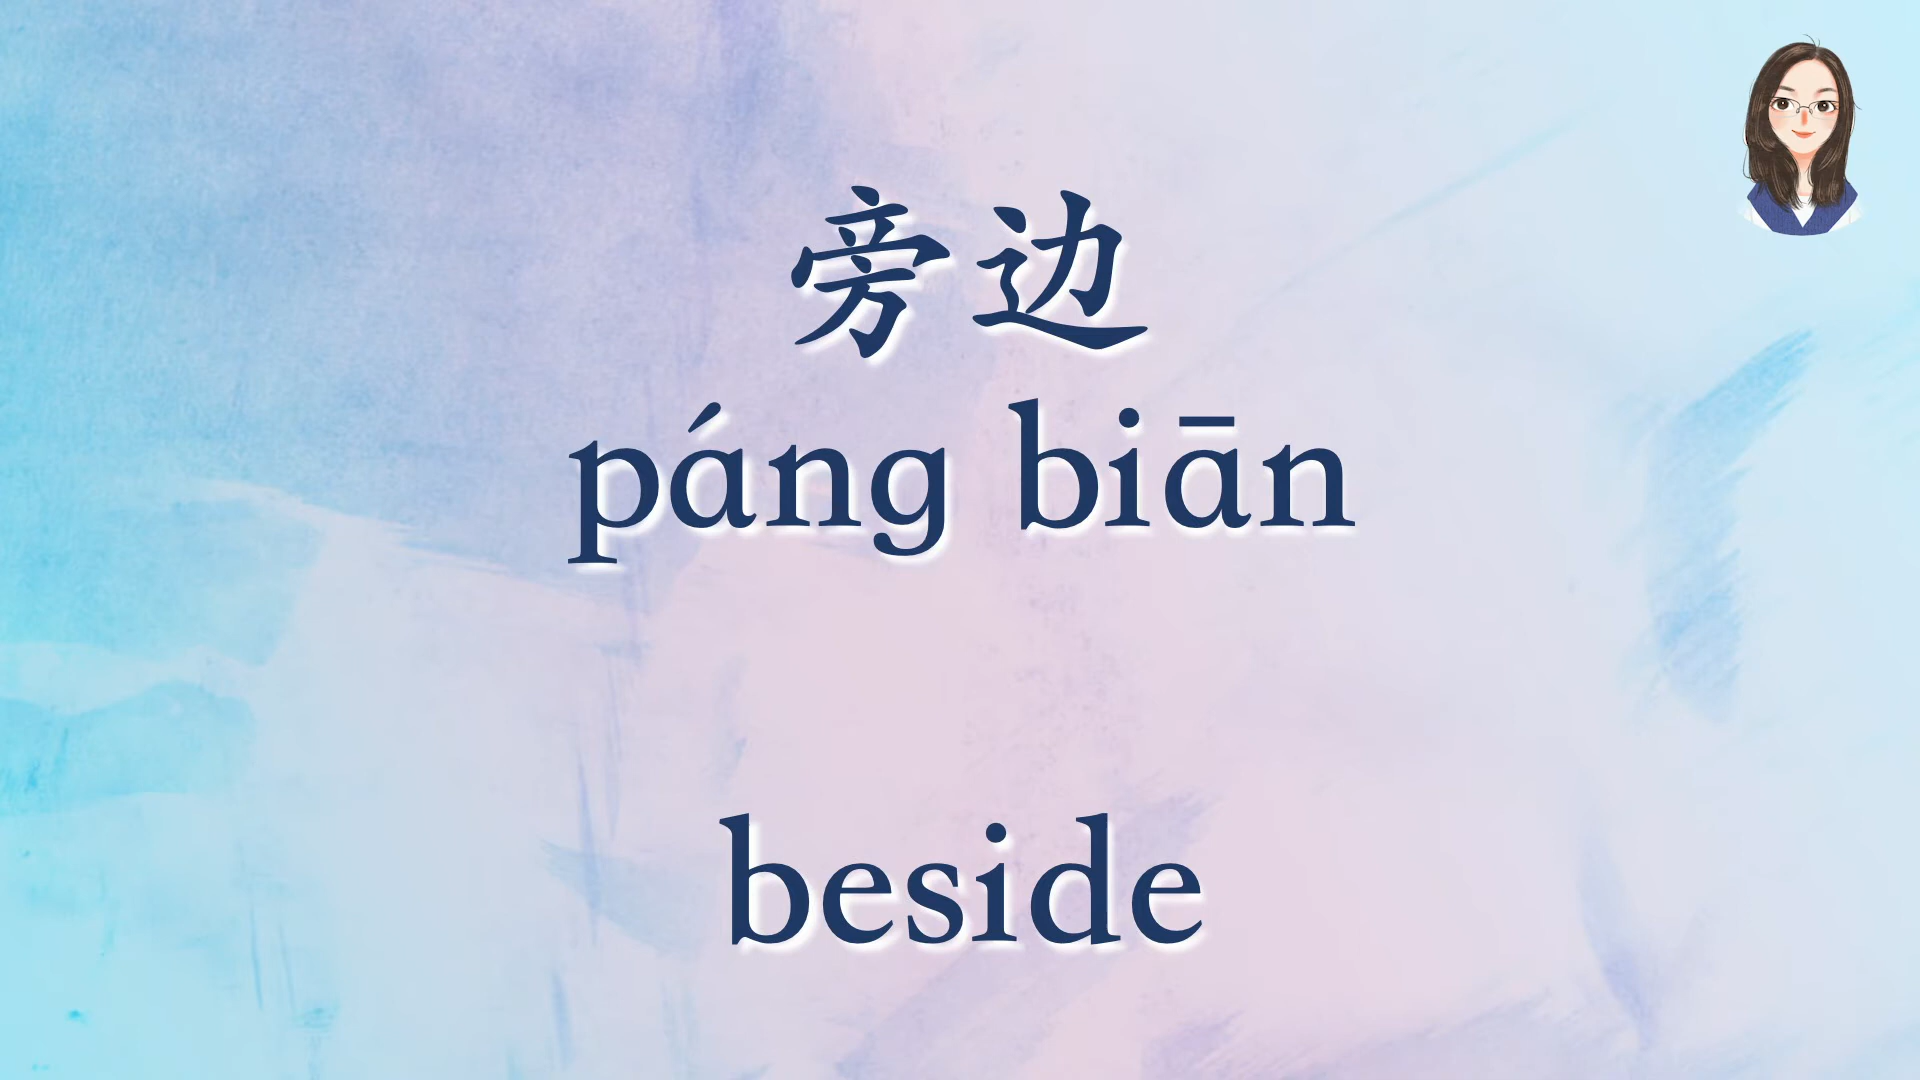 旁边
páng biān
beside